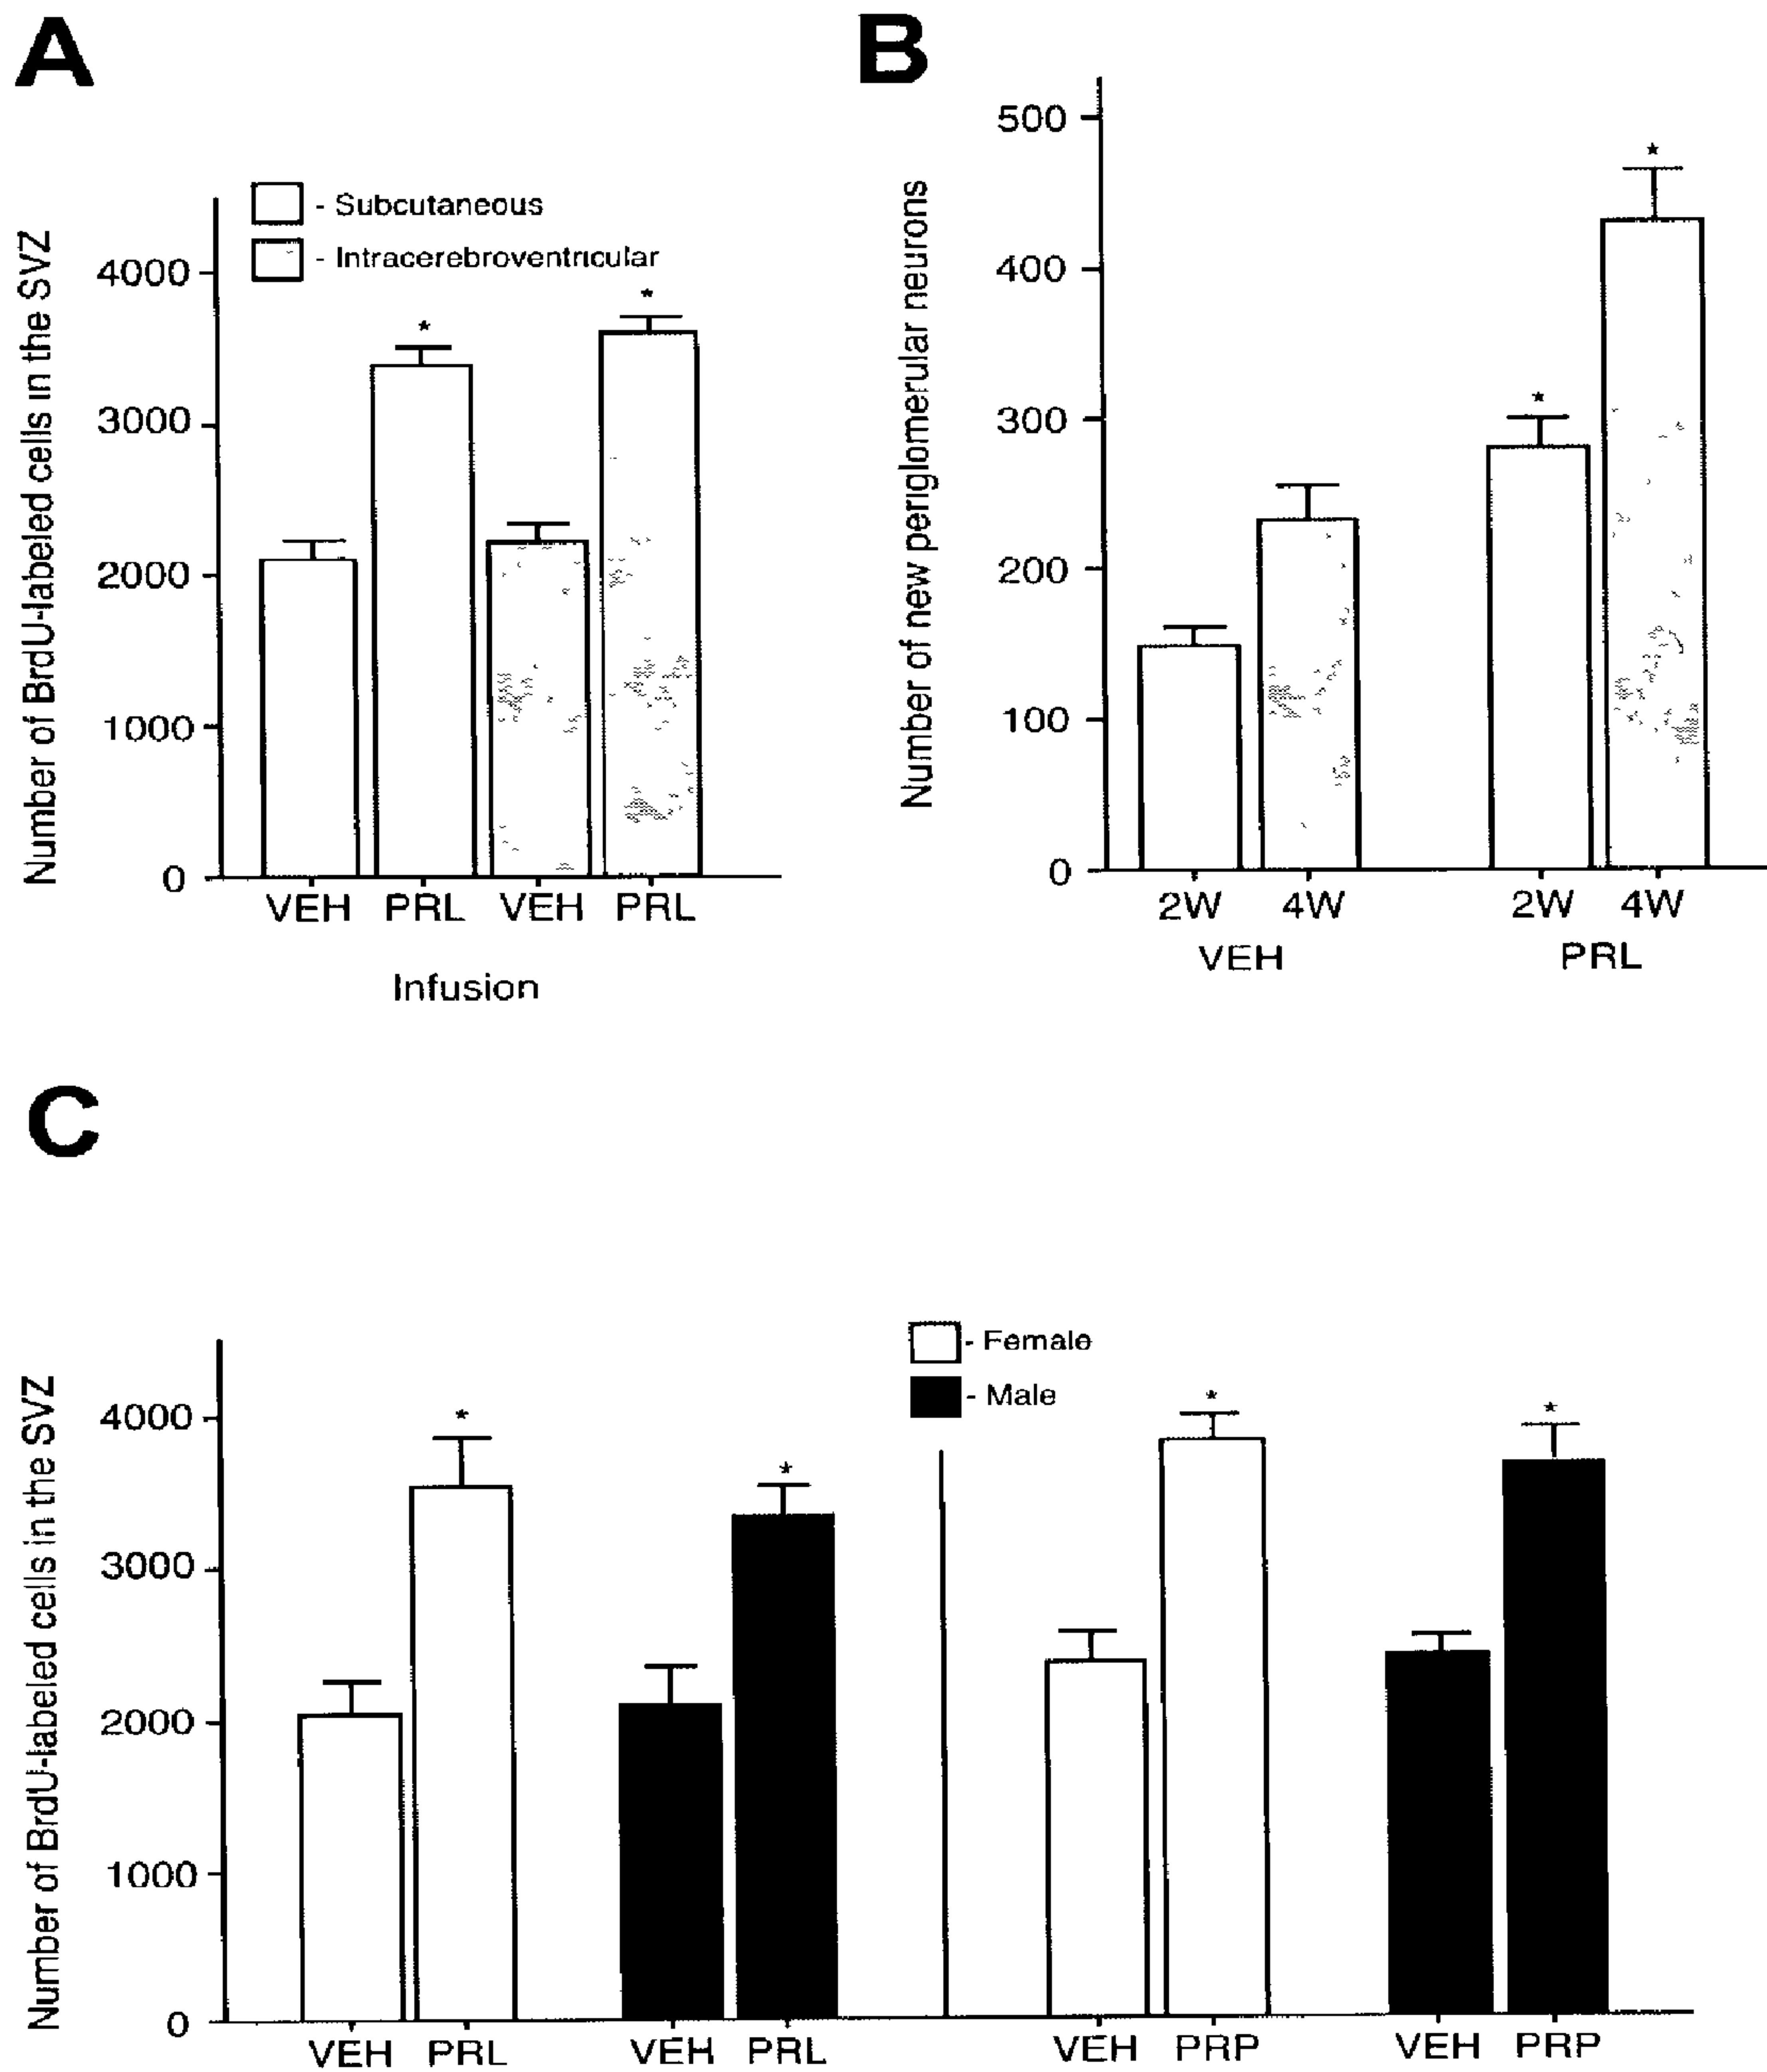 A
Number of BrdU-labeled cells in the SVZ
- Subcutaneous
- Intracerebroventricular
4000
3000
2000
1000
0
* *
VEH PRL VEH PRL
Infusion
B
Number of new periglomerular neurons
500
400
300
200
100
0
* *
2W 4W 2W 4W
VEH PRL
C
Number of BrdU-labeled cells in the SVZ
- Female
- Male
4000
3000
2000
1000
0
* * * *
VEH PRL VEH PRL VEH PRP VEH PRP